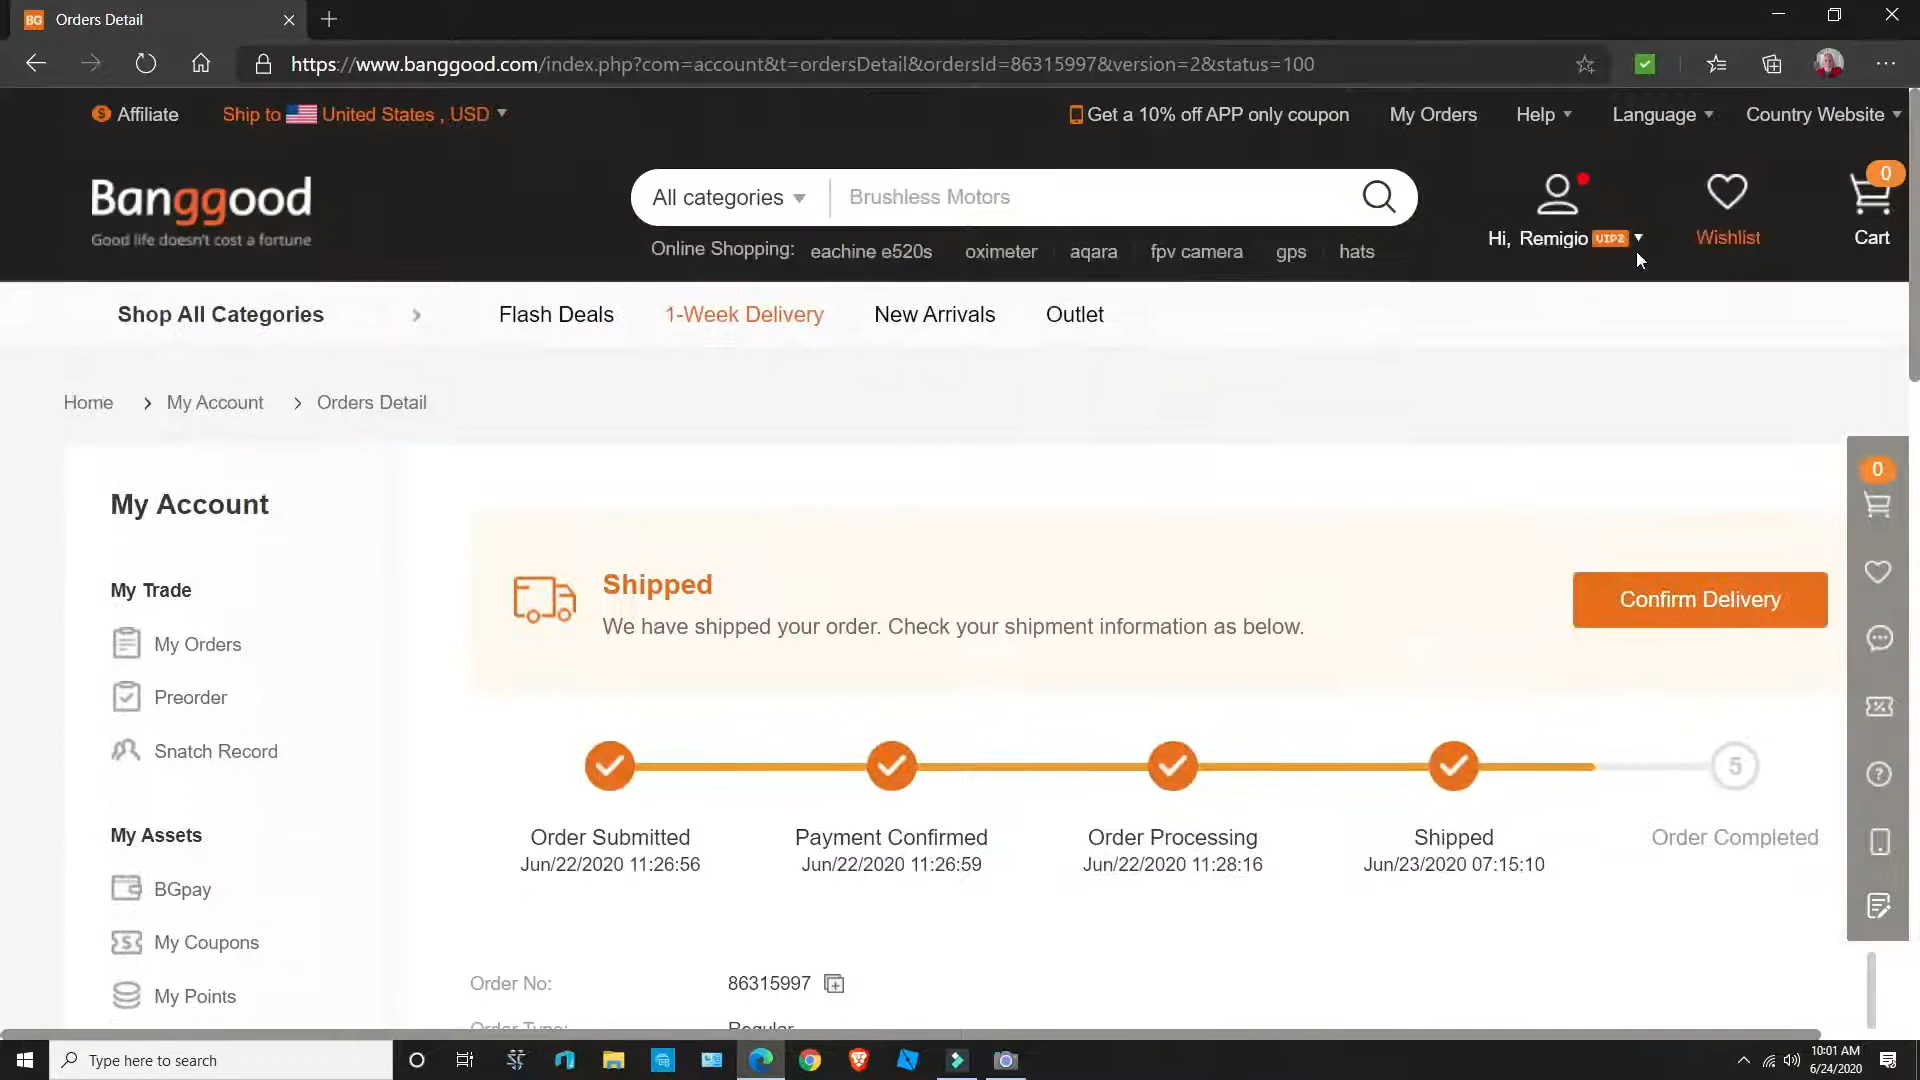 BG Orders Detail
https://www.banggood.com/index.php?com=account&t=ordersDetail&ordersId=86315997&version=2&status=100
Affiliate Ship to United States , USD Get a 10% off APP only coupon My Orders Help Language Country Website
Banggood
Good life doesn't cost a fortune
All categories Brushless Motors
Online Shopping: eachine e520s oximeter aqara fpv camera gps hats
Hi, Remigio VIP2
Wishlist
0
Cart
Shop All Categories Flash Deals 1-Week Delivery New Arrivals Outlet
Home My Account Orders Detail
My Account
My Trade
My Orders
Preorder
Snatch Record
My Assets
BGpay
My Coupons
My Points
Shipped
We have shipped your order. Check your shipment information as below.
Confirm Delivery
5
Order Submitted Payment Confirmed Order Processing Shipped Order Completed
Jun/22/2020 11:26:56 Jun/22/2020 11:26:59 Jun/22/2020 11:28:16 Jun/23/2020 07:15:10
Order No: 86315997
Order Type: Regular
0
Type here to search
10:01 AM
6/24/2020